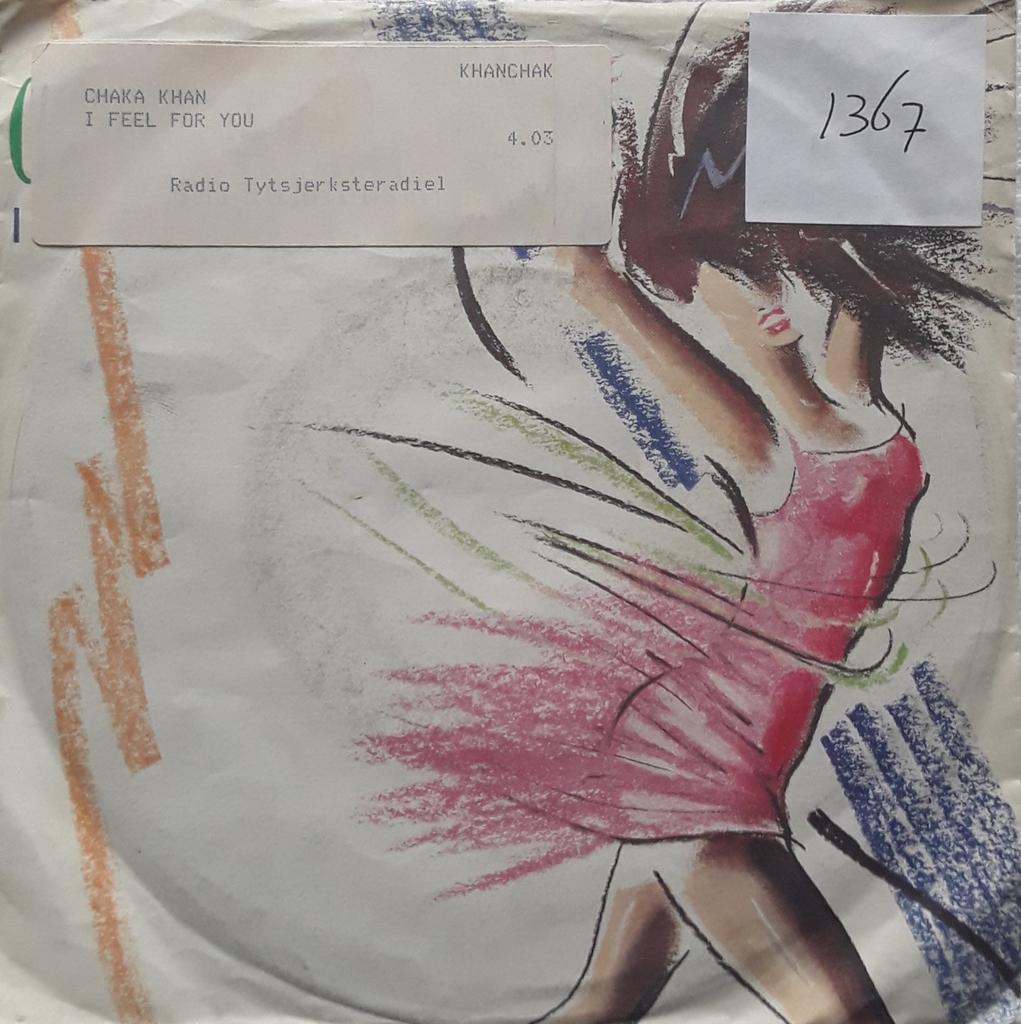 KHANCHAK
CHAKA KHAN
I FEEL FOR YOU
4.03
Radio Tytsjerksteradiel
1367